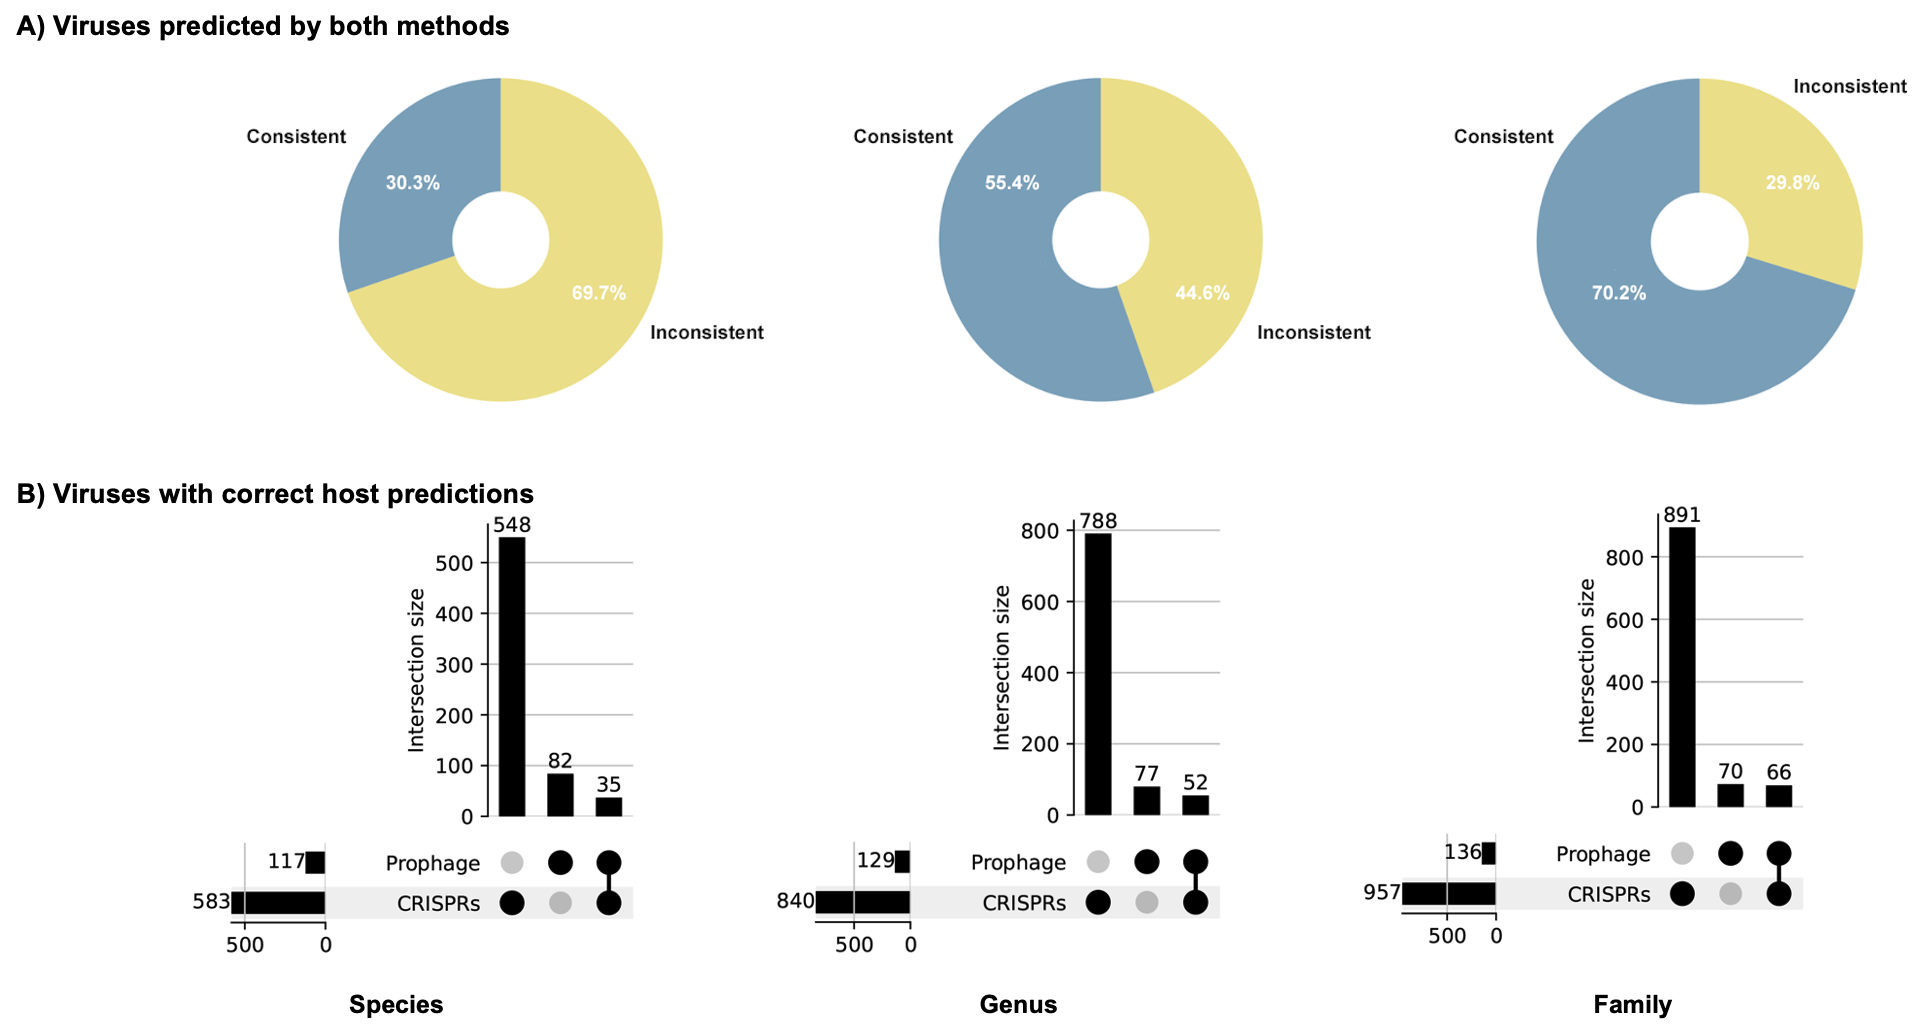 A) Viruses predicted by both methods
Consistent
30.3%
69.7%
Inconsistent
Consistent
55.4%
44.6%
Inconsistent
Inconsistent
Consistent
29.8%
70.2%
B) Viruses with correct host predictions
548
500
400
300
200
100
0
Intersection size
82
35
117
Prophage
583
CRISPRs
500 0
Species
788
800
600
400
200
0
Intersection size
77
52
129
Prophage
840
CRISPRs
500 0
Genus
891
800
600
400
200
0
Intersection size
70
66
136
Prophage
957
CRISPRs
500 0
Family